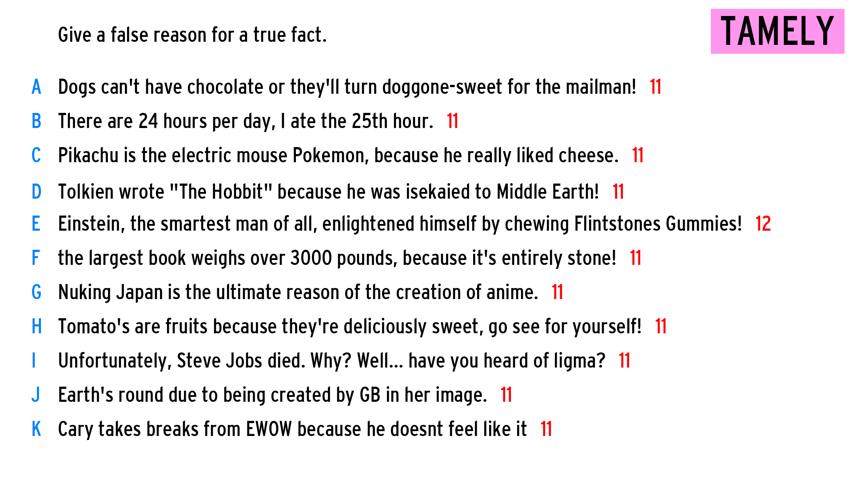 Give a false reason for a true fact.
TAMELY
A Dogs can't have chocolate or they'll turn doggone-sweet for the mailman! 11
B There are 24 hours per day, I ate the 25th hour. 11
C Pikachu is the electric mouse Pokemon, because he really liked cheese. 11
D Tolkien wrote "The Hobbit" because he was isekaied to Middle Earth! 11
E Einstein, the smartest man of all, enlightened himself by chewing Flintstones Gummies! 12
F the largest book weighs over 3000 pounds, because it's entirely stone! 11
G Nuking Japan is the ultimate reason of the creation of anime. 11
H Tomato's are fruits because they're deliciously sweet, go see for yourself! 11
I Unfortunately, Steve Jobs died. Why? Well... have you heard of ligma? 11
J Earth's round due to being created by GB in her image. 11
K Cary takes breaks from EWOW because he doesnt feel like it 11